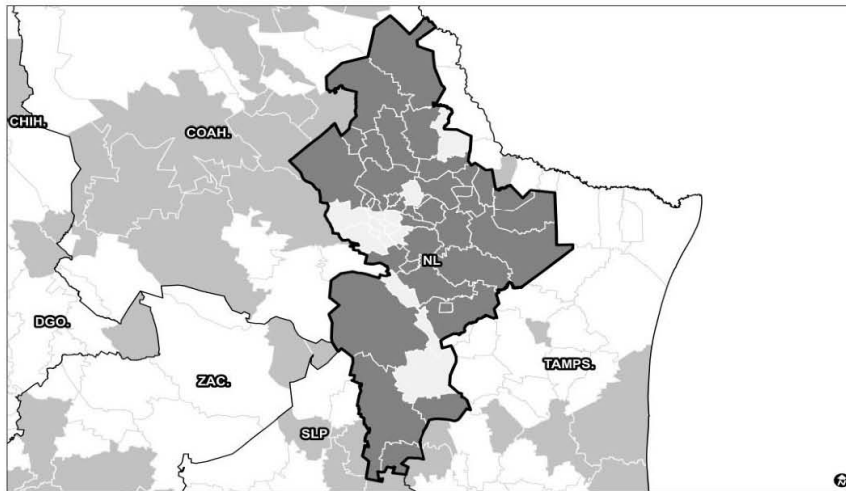 CHIH.
COAH.
NL
DGO.
ZAC.
TAMPS.
SLP